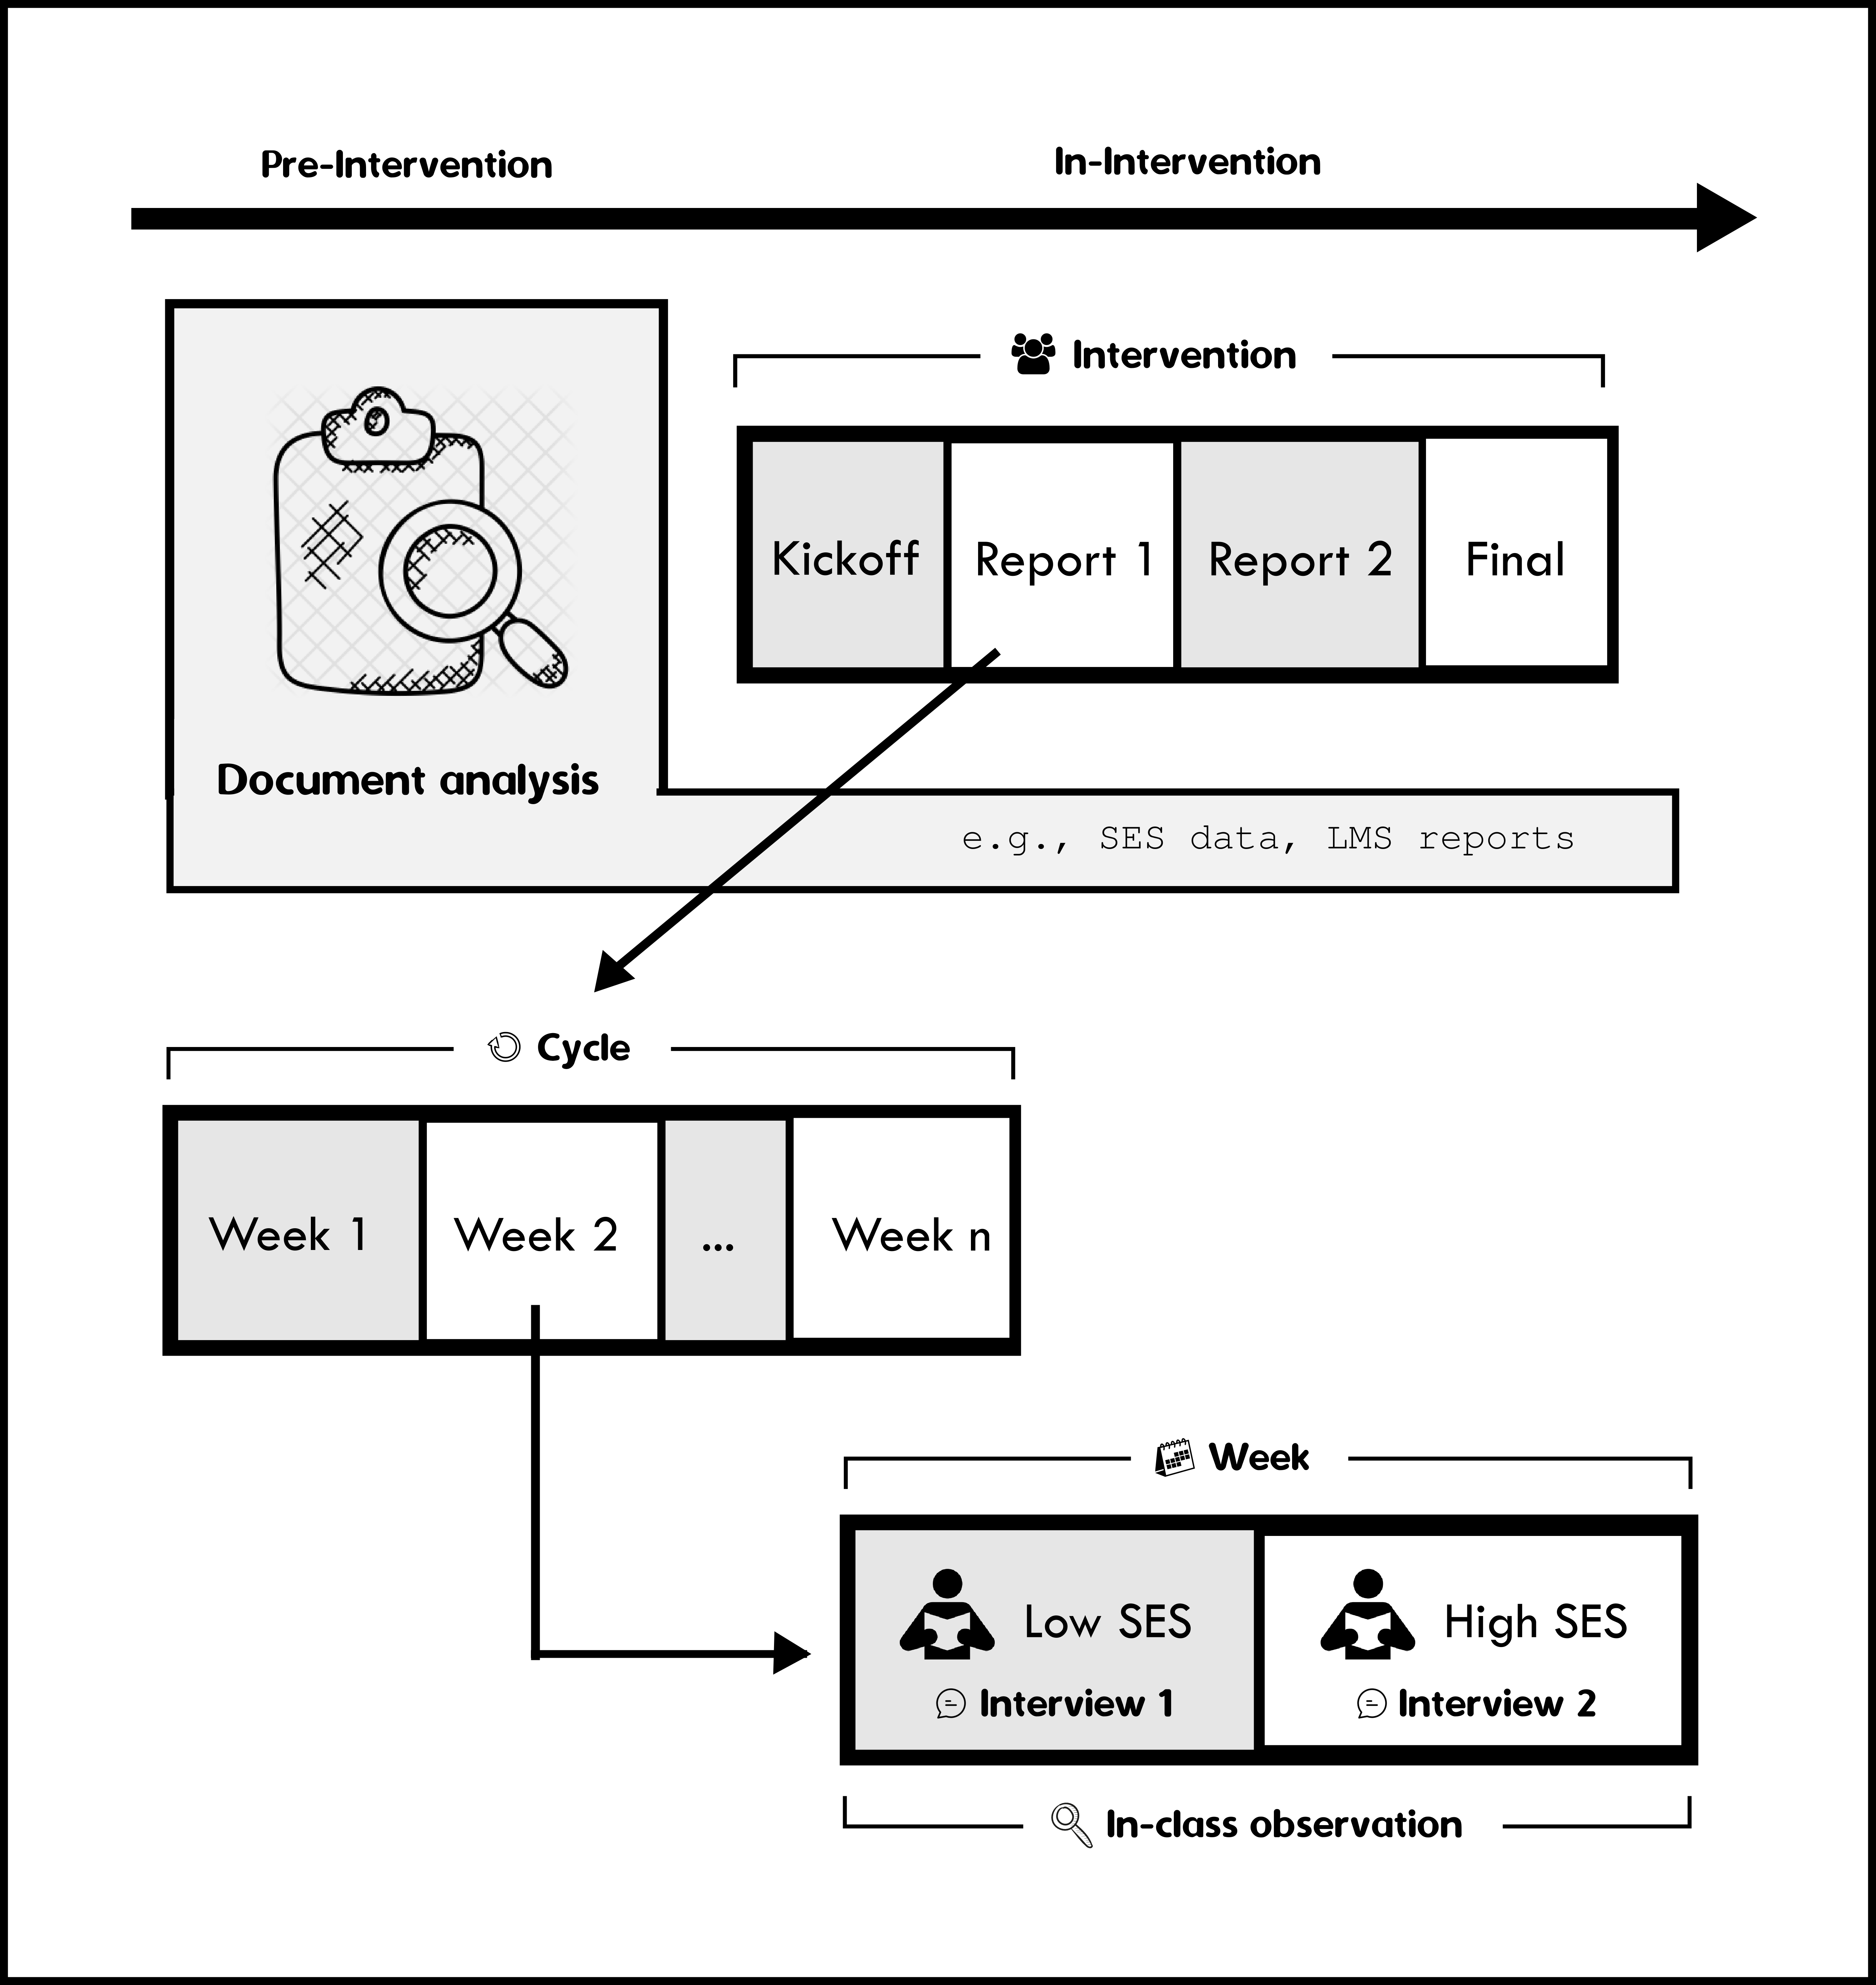 Pre-Intervention
In-Intervention
Intervention
Kickoff
Report 1
Report 2
Final
Document analysis
e.g., SES data, LMS reports
Cycle
Week 1
Week 2
...
Week n
Week
Low SES
Interview 1
High SES
Interview 2
In-class observation